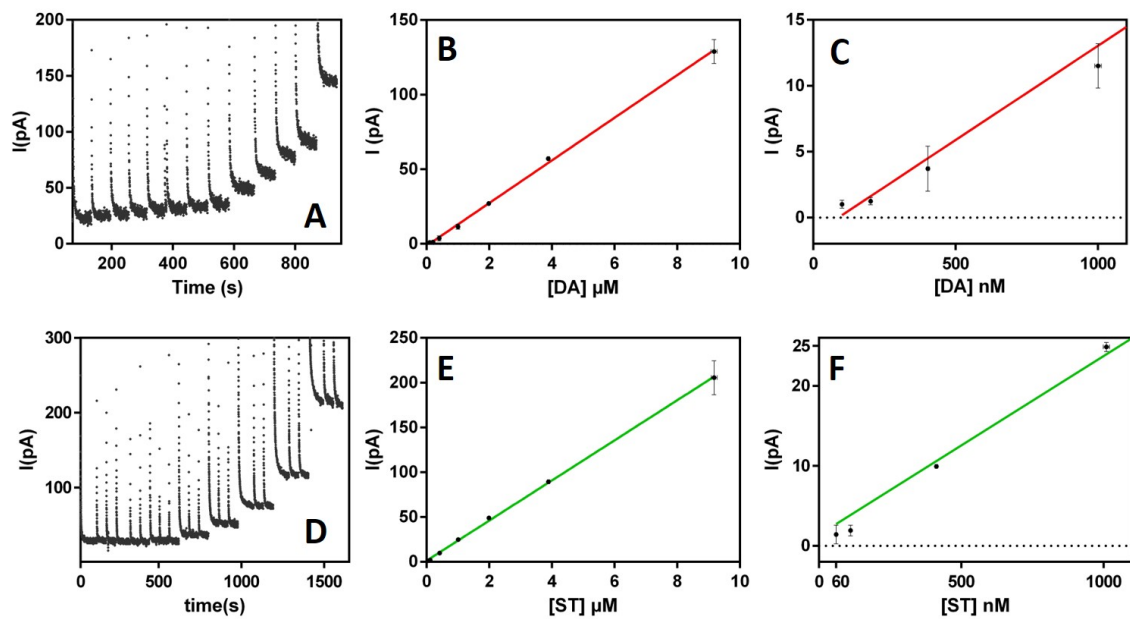 200
150
100
50
0
I(pA)
200 400 600 800
Time (s)
A
150
100
50
0
I (pA)
0 2 4 6 8 10
[DA] µM
B
15
10
5
0
I (pA)
0 500 1000
[DA] nM
C
300
200
100
I(pA)
0 500 1000 1500
time(s)
D
250
200
150
100
50
0
I(pA)
0 2 4 6 8 10
[ST] µM
E
25
20
10
0
I(pA)
0 60 500 1000
[ST] nM
F